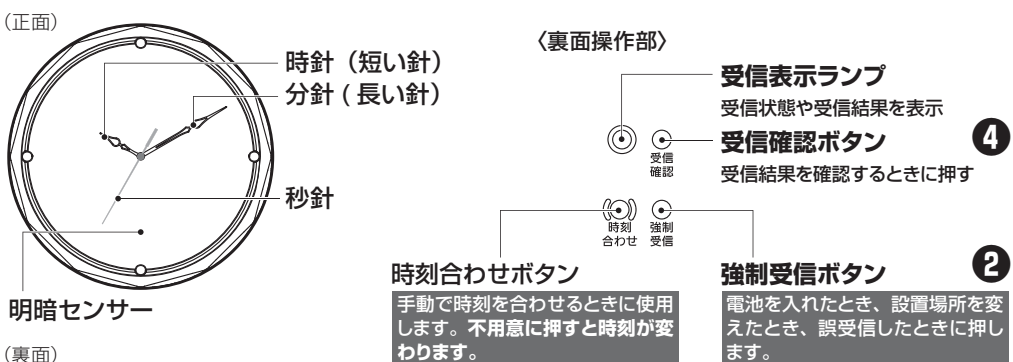 (正面)
時針（短い針）
分針(長い針)
秒針
明暗センサー
(裏面)
〈裏面操作部〉
受信表示ランプ
受信状態や受信結果を表示
受信確認ボタン
❹
受信結果を確認するときに押す
受信
確認
時刻
合わせ
強制
受信
時刻合わせボタン
手動で時刻を合わせるときに使用
します。不用意に押すと時刻が変
わります。
強制受信ボタン
❷
電池を入れたとき、設置場所を変
えたとき、誤受信したときに押し
ます。